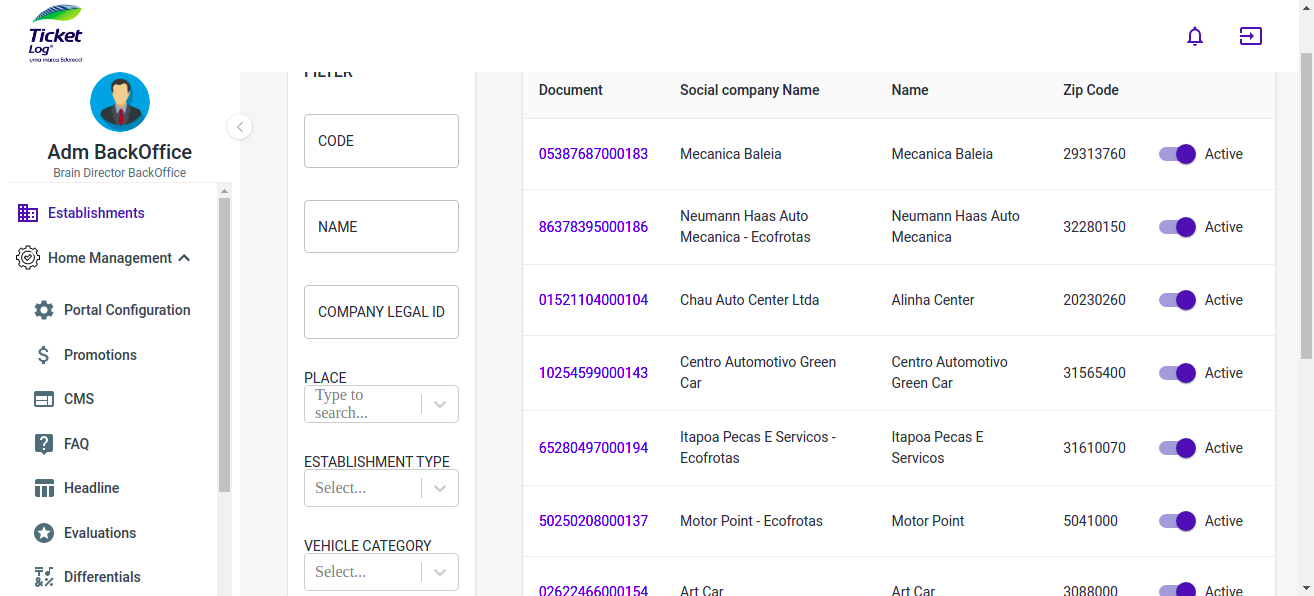 Ticket
Log®
uma marca Edenred
Adm BackOffice
Brain Director BackOffice
Establishments
Home Management
Portal Configuration
Promotions
CMS
FAQ
Headline
Evaluations
Differentials
FILTER
CODE
NAME
COMPANY LEGAL ID
PLACE
Type to
search...
ESTABLISHMENT TYPE
Select...
VEHICLE CATEGORY
Select...
Document Social company Name Name Zip Code
05387687000183 Mecanica Baleia Mecanica Baleia 29313760 Active
86378395000186 Neumann Haas Auto Neumann Haas Auto 32280150 Active
Mecanica - Ecofrotas Mecanica
01521104000104 Chau Auto Center Ltda Alinha Center 20230260 Active
10254599000143 Centro Automotivo Green Centro Automotivo 31565400 Active
Car Green Car
65280497000194 Itapoa Pecas E Servicos - Itapoa Pecas E 31610070 Active
Ecofrotas Servicos
50250208000137 Motor Point - Ecofrotas Motor Point 5041000 Active
02622466000154 Art Car Art Car 3088000 Active